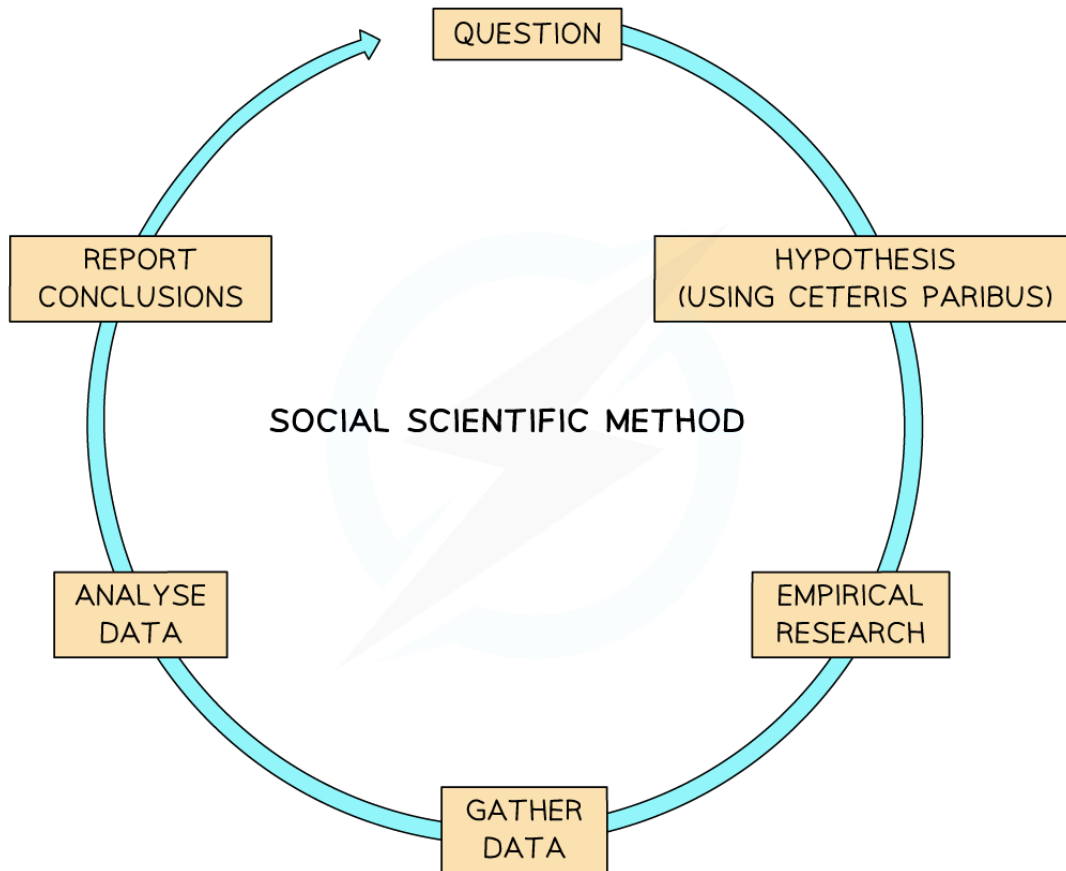 QUESTION
HYPOTHESIS
(USING CETERIS PARIBUS)
EMPIRICAL
RESEARCH
GATHER
DATA
ANALYSE
DATA
REPORT
CONCLUSIONS
SOCIAL SCIENTIFIC METHOD